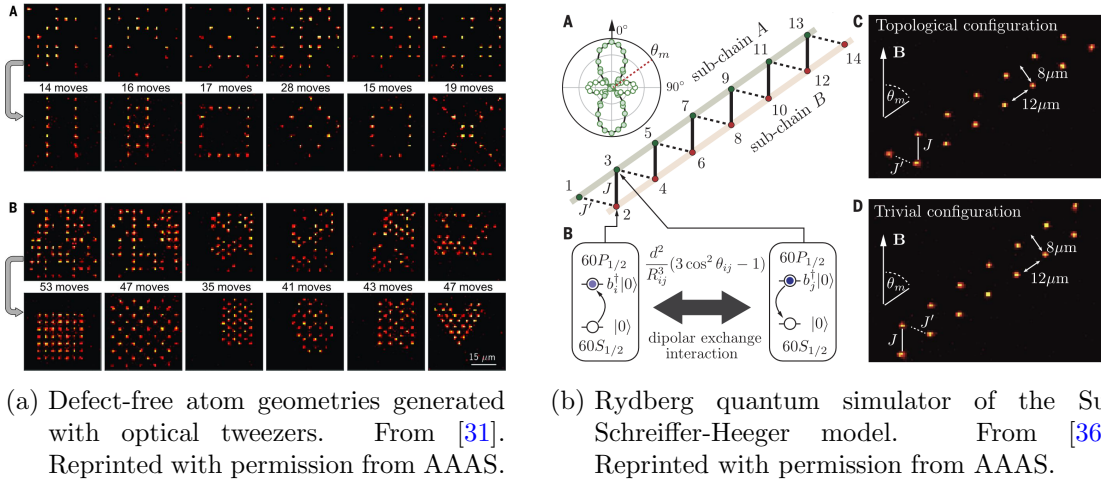 A
14 moves 16 moves 17 moves 28 moves 15 moves 19 moves
B
53 moves 47 moves 35 moves 41 moves 43 moves 47 moves
15 μm
(a) Defect-free atom geometries generated
with optical tweezers. From [31].
Reprinted with permission from AAAS.
A
0°
θm
90°
sub-chain A
sub-chain B
1
2
3
4
5
6
7
8
9
10
11
12
13
14
J
J'
B
60P1/2
b†i|0⟩
|0⟩
60S1/2
d²/R³ij (3 cos² θij − 1)
dipolar exchange
interaction
60P1/2
b†j|0⟩
|0⟩
60S1/2
C
Topological configuration
B
θm
8μm
12μm
J
J'
D
Trivial configuration
B
θm
8μm
12μm
J'
J
(b) Rydberg quantum simulator of the Su
Schreiffer-Heeger model. From [36
Reprinted with permission from AAAS.